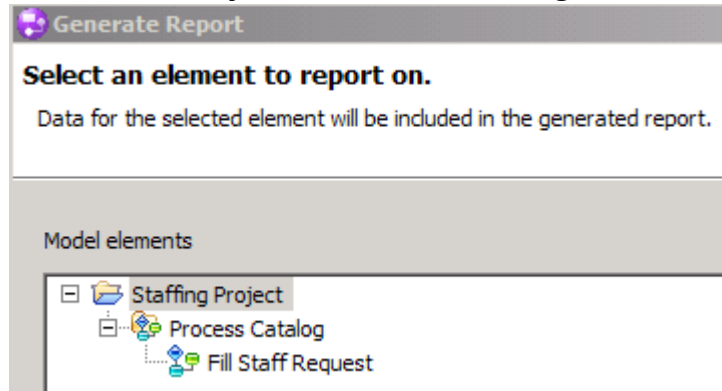 Generate Report
Select an element to report on.
Data for the selected element will be included in the generated report.
Model elements
Staffing Project
Process Catalog
Fill Staff Request